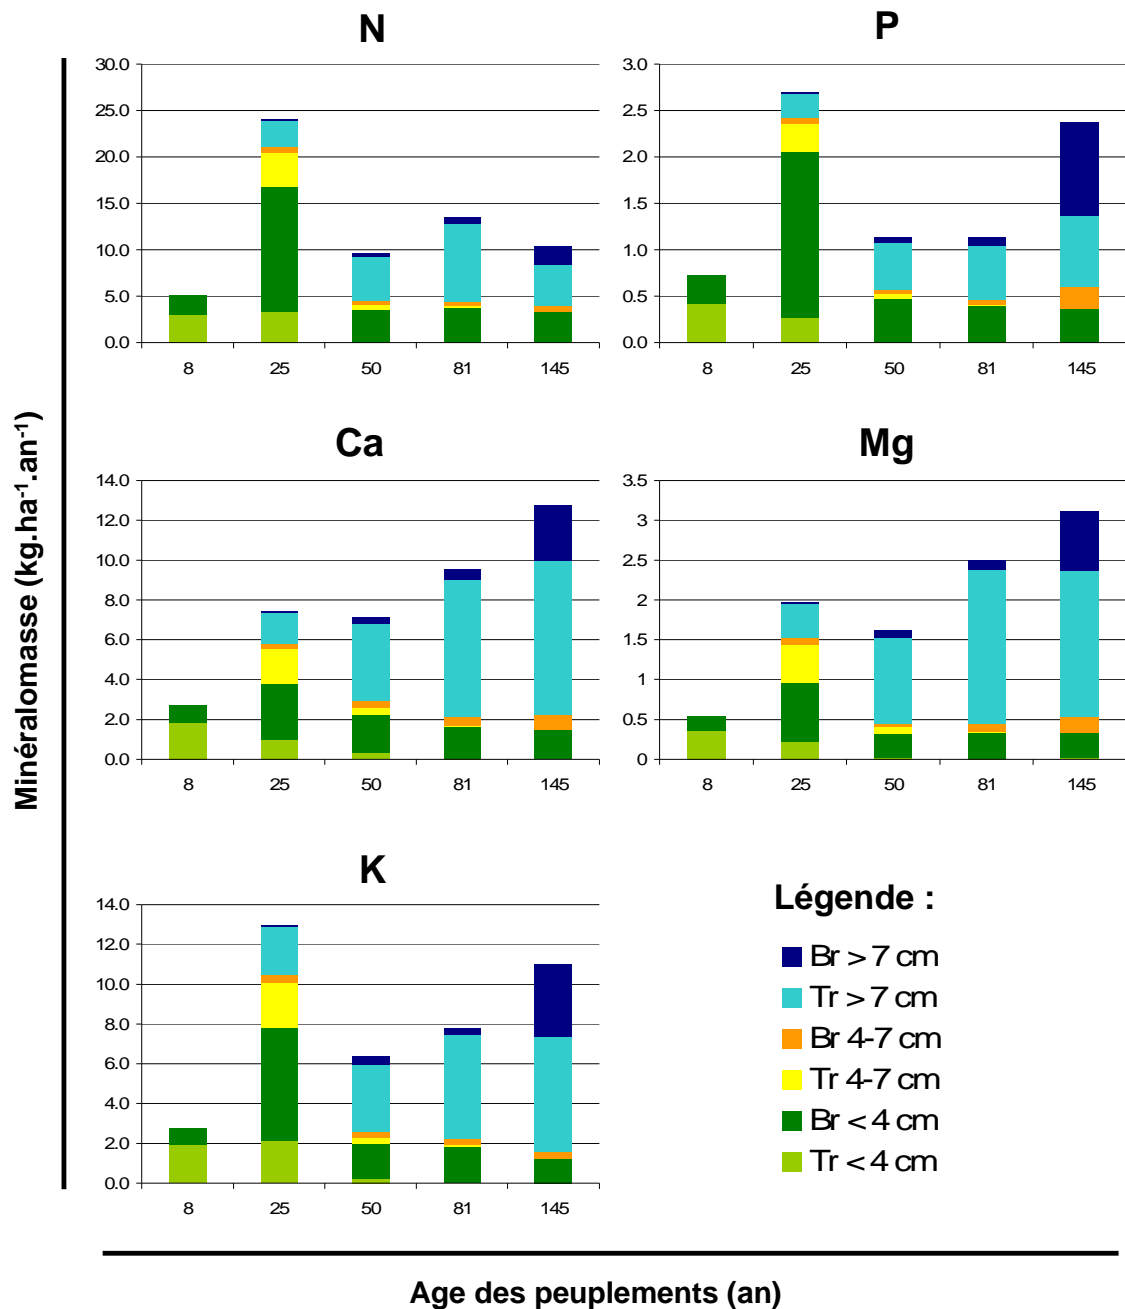 N
30.0
25.0
20.0
15.0
10.0
5.0
0.0
8 25 50 81 145
P
3.0
2.5
2.0
1.5
1.0
0.5
0.0
8 25 50 81 145
Minéralomasse (kg.ha⁻¹.an⁻¹)
Ca
14.0
12.0
10.0
8.0
6.0
4.0
2.0
0.0
8 25 50 81 145
Mg
3.5
3
2.5
2
1.5
1
0.5
0
8 25 50 81 145
K
14.0
12.0
10.0
8.0
6.0
4.0
2.0
0.0
8 25 50 81 145
Légende :
Br > 7 cm
Tr > 7 cm
Br 4-7 cm
Tr 4-7 cm
Br < 4 cm
Tr < 4 cm
Age des peuplements (an)